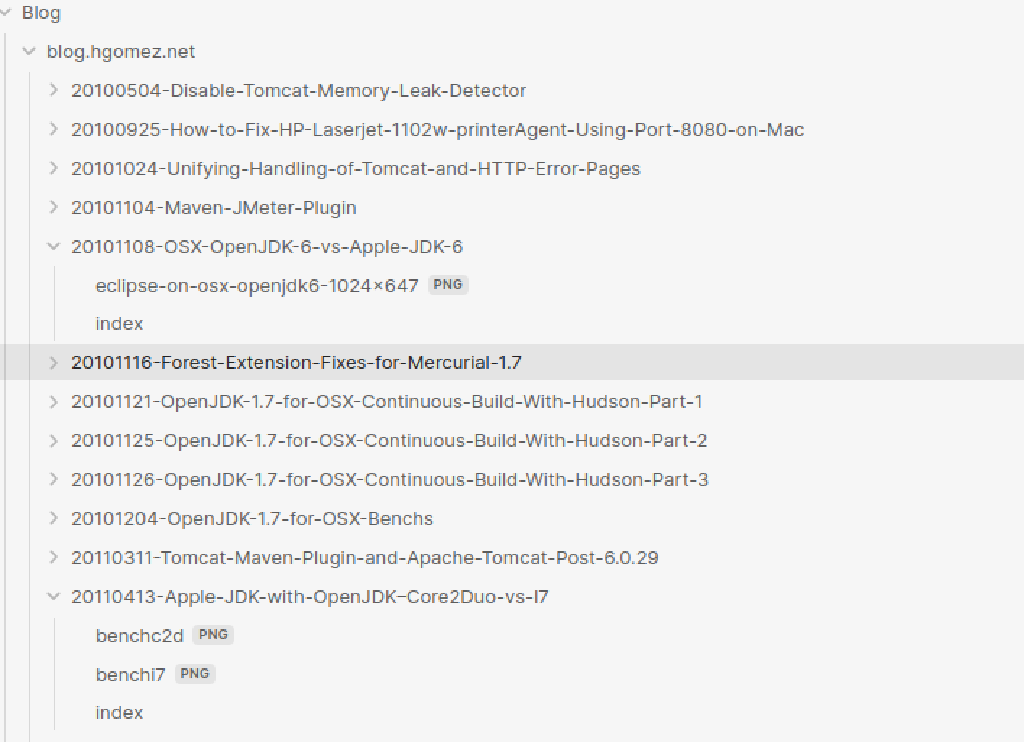 Blog
blog.hgomez.net
20100504-Disable-Tomcat-Memory-Leak-Detector
20100925-How-to-Fix-HP-Laserjet-1102w-printerAgent-Using-Port-8080-on-Mac
20101024-Unifying-Handling-of-Tomcat-and-HTTP-Error-Pages
20101104-Maven-JMeter-Plugin
20101108-OSX-OpenJDK-6-vs-Apple-JDK-6
eclipse-on-osx-openjdk6-1024×647 PNG
index
20101116-Forest-Extension-Fixes-for-Mercurial-1.7
20101121-OpenJDK-1.7-for-OSX-Continuous-Build-With-Hudson-Part-1
20101125-OpenJDK-1.7-for-OSX-Continuous-Build-With-Hudson-Part-2
20101126-OpenJDK-1.7-for-OSX-Continuous-Build-With-Hudson-Part-3
20101204-OpenJDK-1.7-for-OSX-Benchs
20110311-Tomcat-Maven-Plugin-and-Apache-Tomcat-Post-6.0.29
20110413-Apple-JDK-with-OpenJDK–Core2Duo-vs-I7
benchc2d PNG
benchI7 PNG
index